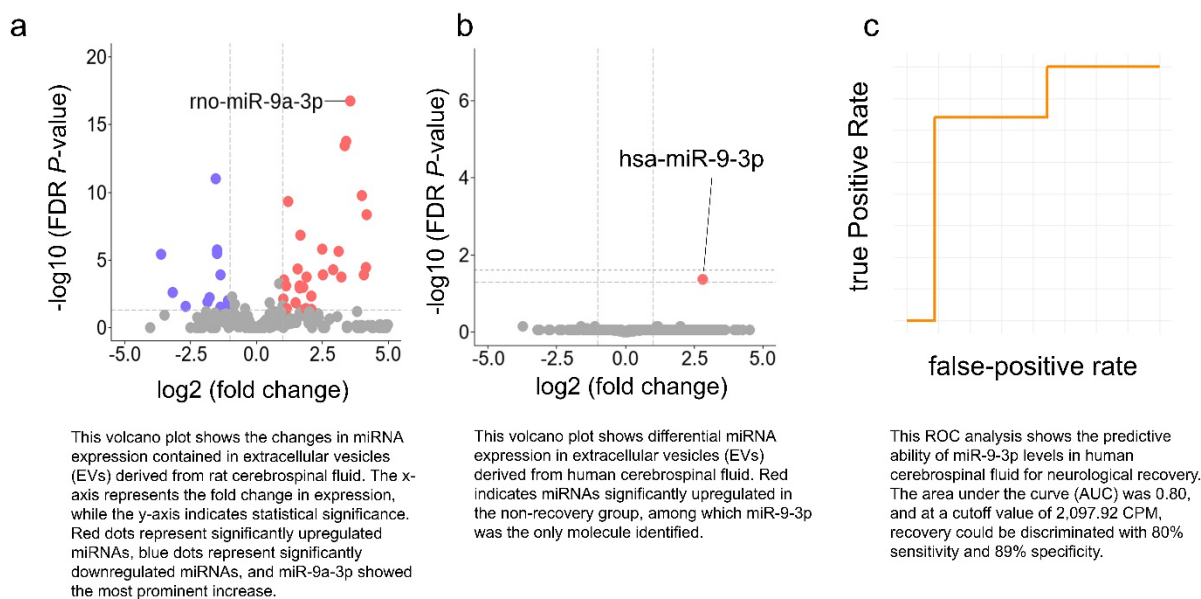 a
20
15
10
5
0
-log10 (FDR P-value)
rno-miR-9a-3p
-5.0
-2.5
0.0
2.5
5.0
log2 (fold change)
This volcano plot shows the changes in miRNA
expression contained in extracellular vesicles
(EVs) derived from rat cerebrospinal fluid. The x-
axis represents the fold change in expression,
while the y-axis indicates statistical significance.
Red dots represent significantly upregulated
miRNAs, blue dots represent significantly
downregulated miRNAs, and miR-9a-3p showed
the most prominent increase.
b
6
4
2
0
-log10 (FDR P-value)
hsa-miR-9-3p
-5.0
-2.5
0.0
2.5
5.0
log2 (fold change)
This volcano plot shows differential miRNA
expression in extracellular vesicles (EVs)
derived from human cerebrospinal fluid. Red
indicates miRNAs significantly upregulated in
the non-recovery group, among which miR-9-3p
was the only molecule identified.
c
true Positive Rate
false-positive rate
This ROC analysis shows the predictive
ability of miR-9-3p levels in human
cerebrospinal fluid for neurological recovery.
The area under the curve (AUC) was 0.80,
and at a cutoff value of 2,097.92 CPM,
recovery could be discriminated with 80%
sensitivity and 89% specificity.